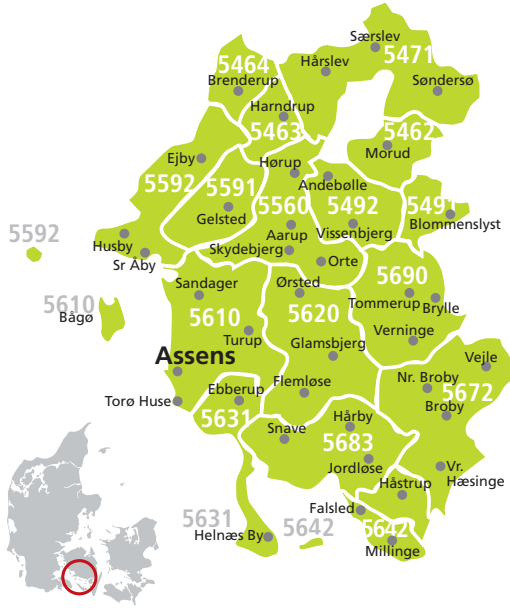 Særslev
5471
Hårslev
5464
Brenderup
Søndersø
Harndrup
5463
5462
Morud
Ejby
Hørup
5592
5591
Andebølle
5560
5492
5491
Gelsted
Blommenslyst
Aarup
Vissenbjerg
5592
Husby
Skydebjerg
Sr Åby
Orte
5690
Sandager
Ørsted
Tommerup
Brylle
5610
Bågø
5610
5620
Turup
Verninge
Glamsbjerg
Assens
Vejle
Nr. Broby
5672
Torø Huse
Ebberup
Flemløse
Broby
5631
Hårby
Snave
5683
Jordløse
Vr.
Hæsinge
Håstrup
Falsled
5631
Helnæs By
5642
5642
Millinge